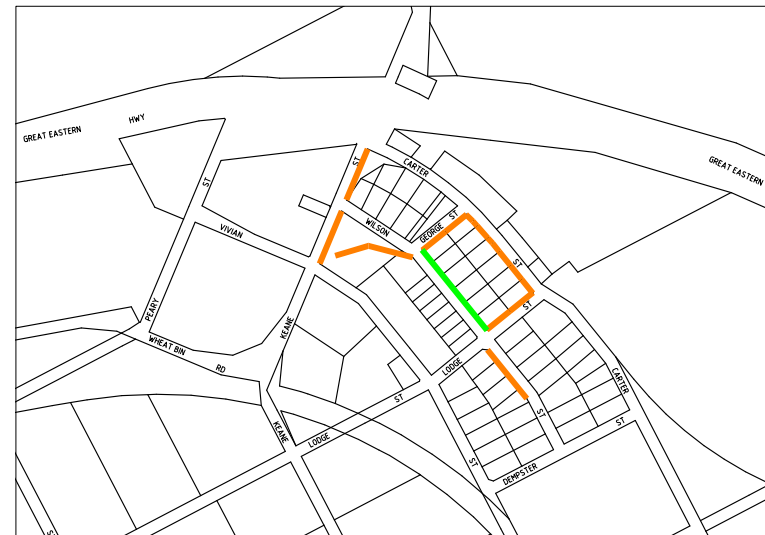 GREAT EASTERN
HWY
ST
ST
CARTER
GREAT EASTERN
ST
WILSON
GEORGE
VIVIAN
ST
PEARY
KEANE
ST
WHEAT BIN
RD
LODGE
ST
CARTER
KEANE
LODGE
ST
ST
ST
DEMPSTER